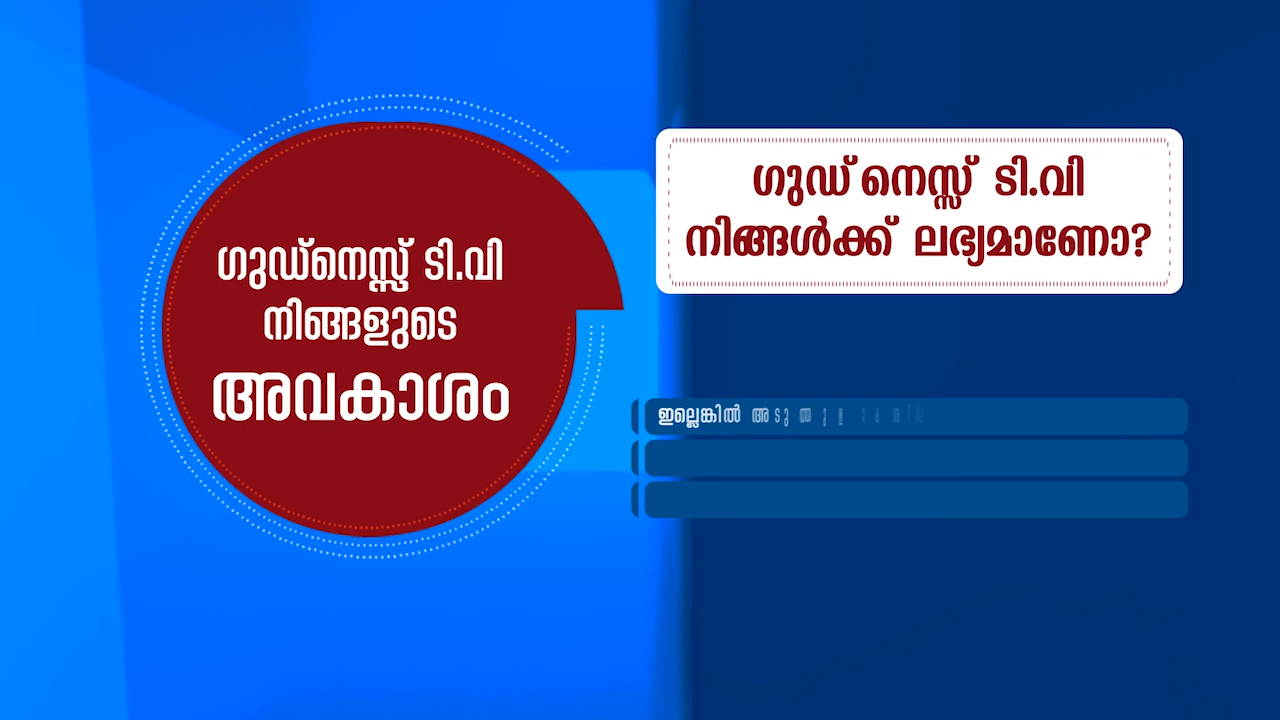 ഗുഡ്നെസ്സ് ടി.വി
നിങ്ങളുടെ
അവകാശം
ഗുഡ്നെസ്സ് ടി.വി
നിങ്ങൾക്ക് ലഭ്യമാണോ?
ഇല്ലെങ്കിൽ